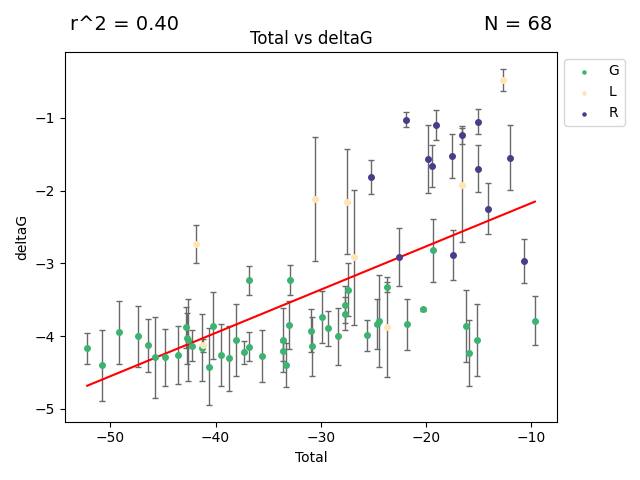 r^2 = 0.40
N = 68
Total vs deltaG
G
L
R
−1
−2
−3
−4
−5
deltaG
−50
−40
−30
−20
−10
Total